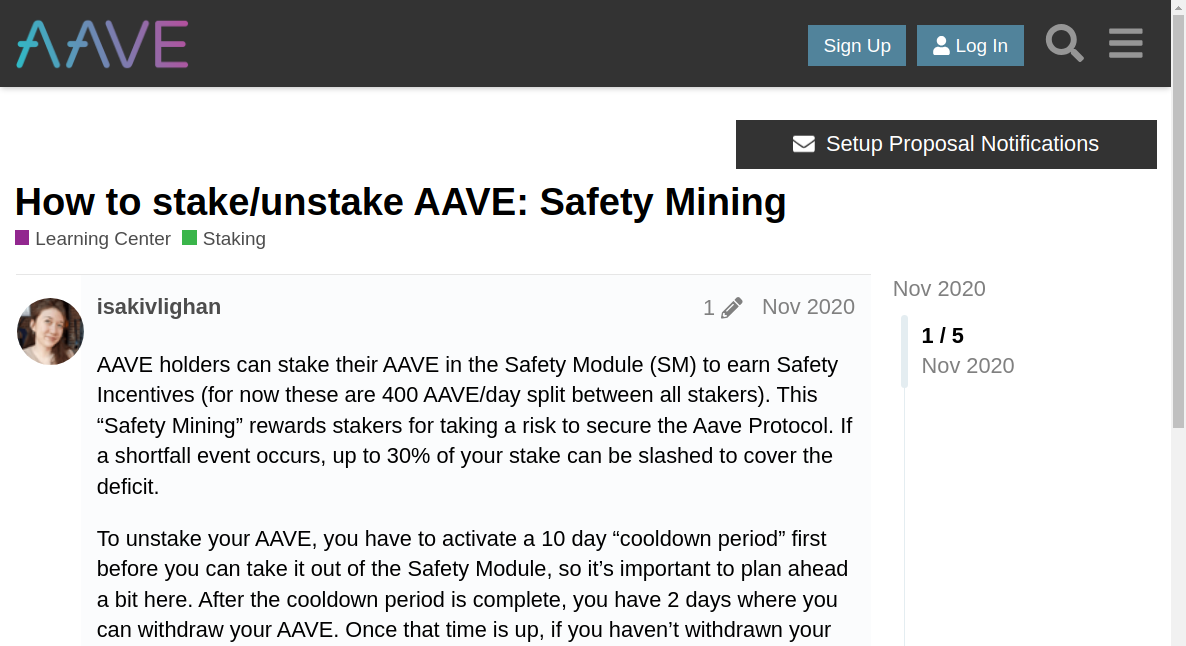 AAVE
Sign Up
Log In
Setup Proposal Notifications
How to stake/unstake AAVE: Safety Mining
Learning Center Staking
isakivlighan 1 Nov 2020
AAVE holders can stake their AAVE in the Safety Module (SM) to earn Safety
Incentives (for now these are 400 AAVE/day split between all stakers). This
“Safety Mining” rewards stakers for taking a risk to secure the Aave Protocol. If
a shortfall event occurs, up to 30% of your stake can be slashed to cover the
deficit.
To unstake your AAVE, you have to activate a 10 day “cooldown period” first
before you can take it out of the Safety Module, so it’s important to plan ahead
a bit here. After the cooldown period is complete, you have 2 days where you
can withdraw your AAVE. Once that time is up, if you haven’t withdrawn your
Nov 2020
1 / 5
Nov 2020